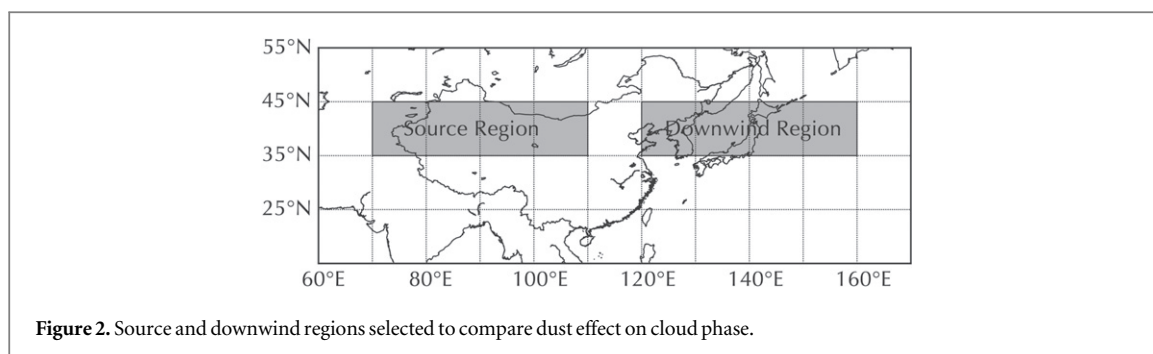 55°N
45°N
Source Region
Downwind Region
35°N
25°N
60°E 80°E 100°E 120°E 140°E 160°E
Figure 2. Source and downwind regions selected to compare dust effect on cloud phase.